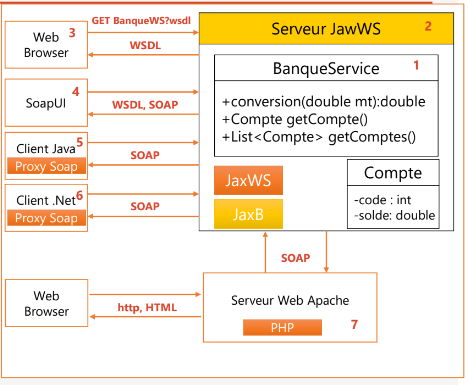 GET BanqueWS?wsdl
3
Web
Browser
WSDL
Serveur JawWS
2
BanqueService
1
+conversion(double mt):double
+Compte getCompte()
+List<Compte> getComptes()
4
SoapUI
WSDL, SOAP
5
Client Java
Proxy Soap
SOAP
6
Client .Net
Proxy Soap
SOAP
JaxWS
JaxB
Compte
-code : int
-solde: double
SOAP
Web
Browser
http, HTML
Serveur Web Apache
PHP
7